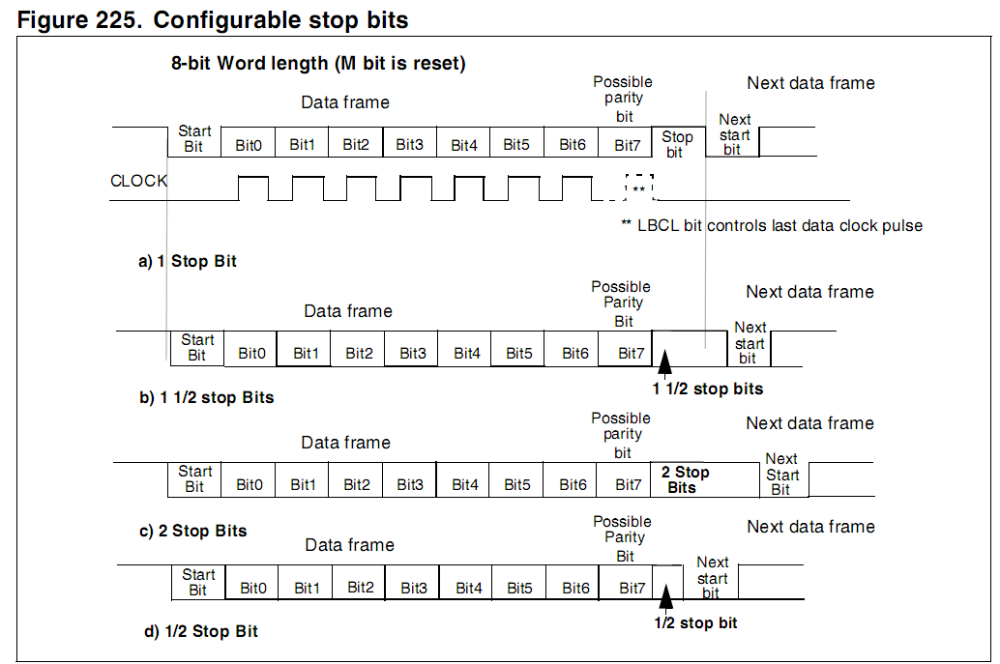 Figure 225. Configurable stop bits
8-bit Word length (M bit is reset)
Data frame
Possible
parity
bit
Next data frame
Start
Bit
Bit0
Bit1
Bit2
Bit3
Bit4
Bit5
Bit6
Bit7
Stop
bit
Next
start
bit
CLOCK
**
** LBCL bit controls last data clock pulse
a) 1 Stop Bit
Data frame
Possible
Parity
Bit
Next data frame
Start
Bit
Bit0
Bit1
Bit2
Bit3
Bit4
Bit5
Bit6
Bit7
Next
start
bit
1 1/2 stop bits
b) 1 1/2 stop Bits
Data frame
Possible
parity
bit
Next data frame
Start
Bit
Bit0
Bit1
Bit2
Bit3
Bit4
Bit5
Bit6
Bit7
2 Stop
Bits
Next
Start
Bit
c) 2 Stop Bits
Data frame
Possible
Parity
Bit
Next data frame
Start
Bit
Bit0
Bit1
Bit2
Bit3
Bit4
Bit5
Bit6
Bit7
Next
start
bit
1/2 stop bit
d) 1/2 Stop Bit